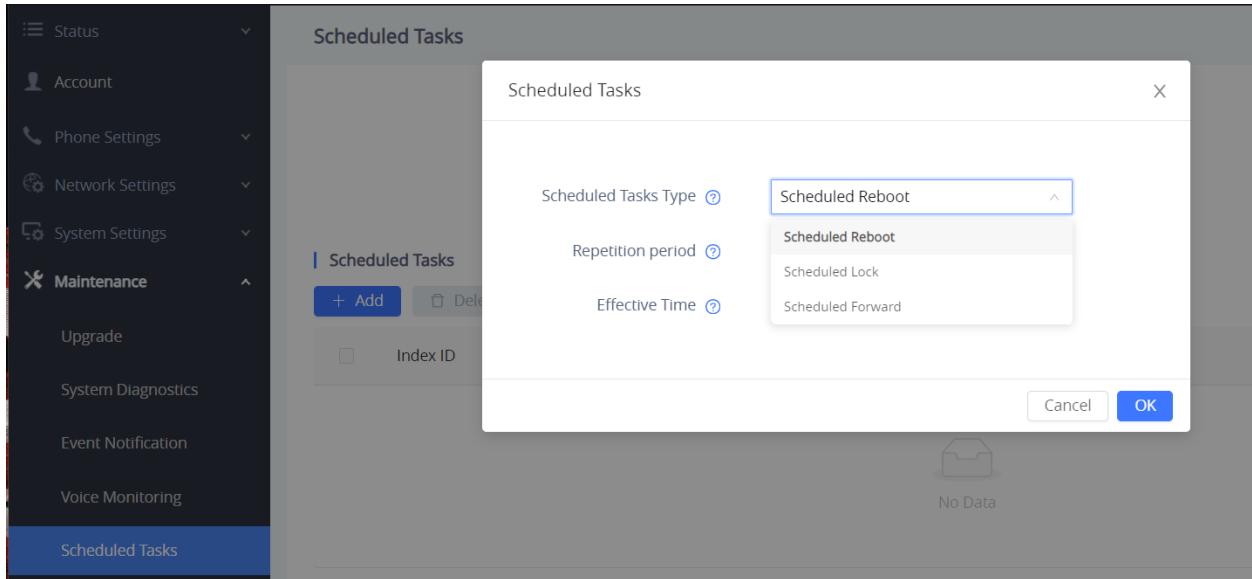 Status
Account
Phone Settings
Network Settings
System Settings
Maintenance
Upgrade
System Diagnostics
Event Notification
Voice Monitoring
Scheduled Tasks
Scheduled Tasks
Scheduled Tasks
+ Add
Dele
Index ID
No Data
Scheduled Tasks
Scheduled Tasks Type
Scheduled Reboot
Scheduled Reboot
Scheduled Lock
Scheduled Forward
Repetition period
Effective Time
Cancel
OK